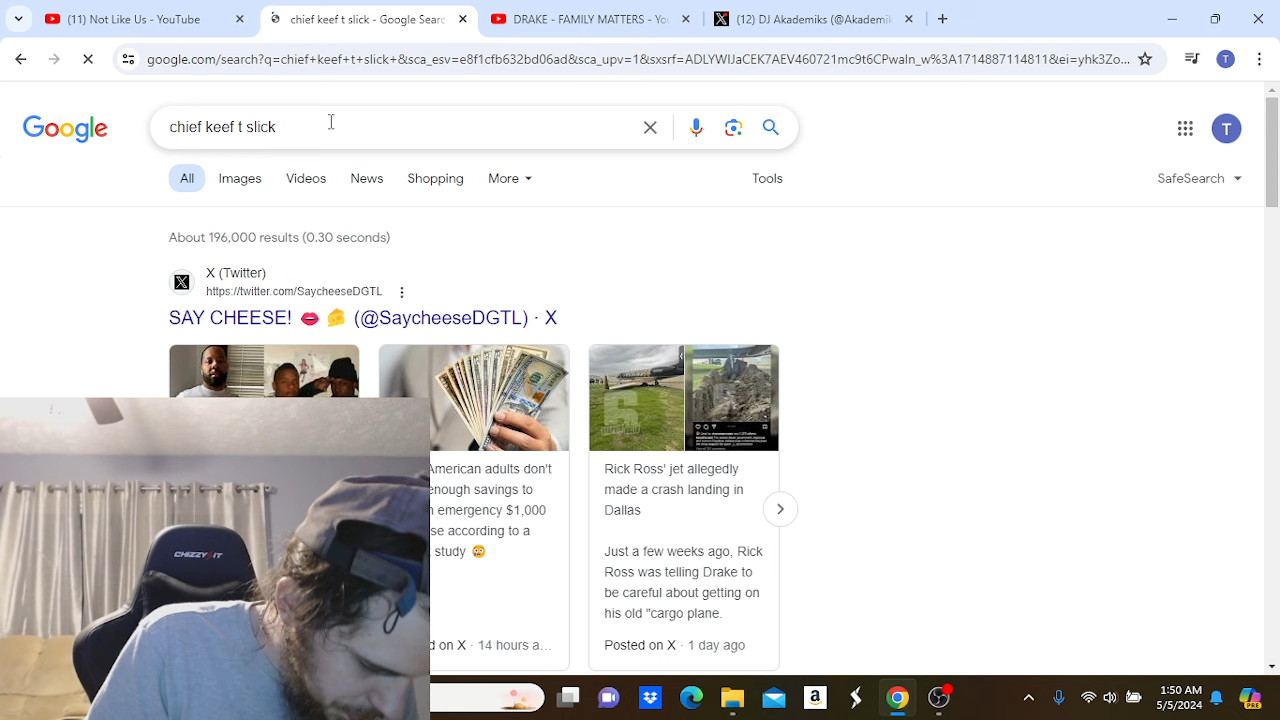 (11) Not Like Us - YouTube
chief keef t slick - Google Searc
DRAKE - FAMILY MATTERS - Yo
(12) DJ Akademiks (@Akademik
google.com/search?q=chief+keef+t+slick+&sca_esv=e8f1cfb632bd06ad&sca_upv=1&sxsrf=ADLYWIJaCEK7AEV460721mc9t6CPwaIn_w%3A1714887114811&ei=yhk3Zo...
T
Google
chief keef t slick
T
All
Images
Videos
News
Shopping
More
Tools
SafeSearch
About 196,000 results (0.30 seconds)
X (Twitter)
https://twitter.com/SaycheeseDGTL
SAY CHEESE! 👄 🧀 (@SaycheeseDGTL) · X
American adults don't
enough savings to
emergency $1,000
se according to a
study 😳
d on X · 14 hours a...
Rick Ross' jet allegedly
made a crash landing in
Dallas
Just a few weeks ago, Rick
Ross was telling Drake to
be careful about getting on
his old "cargo plane.
Posted on X · 1 day ago
CHIZZYSIT
1:50 AM
5/5/2024
PRE